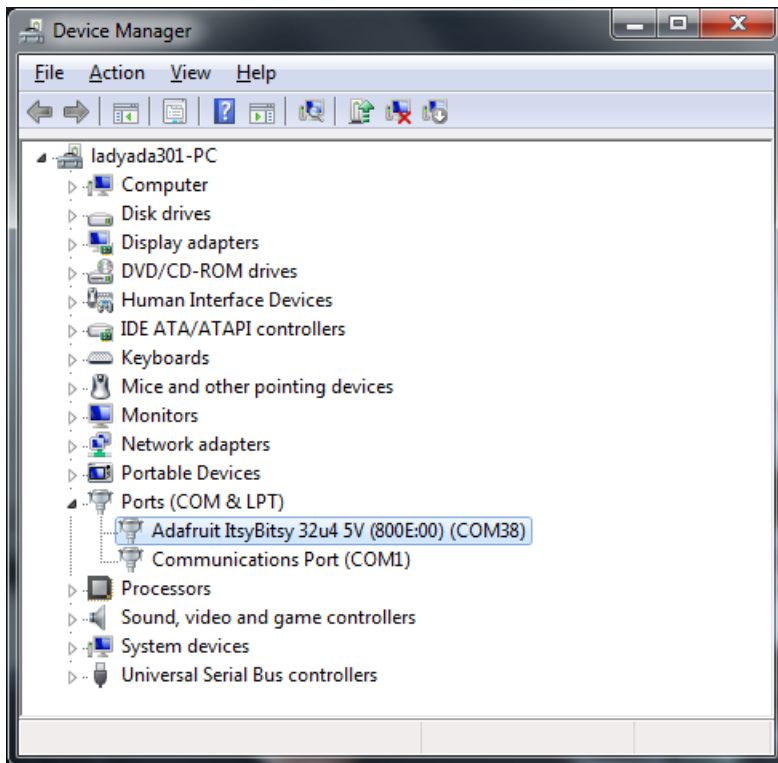 Device Manager
File Action View Help
ladyada301-PC
Computer
Disk drives
Display adapters
DVD/CD-ROM drives
Human Interface Devices
IDE ATA/ATAPI controllers
Keyboards
Mice and other pointing devices
Monitors
Network adapters
Portable Devices
Ports (COM & LPT)
Adafruit ItsyBitsy 32u4 5V (800E:00) (COM38)
Communications Port (COM1)
Processors
Sound, video and game controllers
System devices
Universal Serial Bus controllers